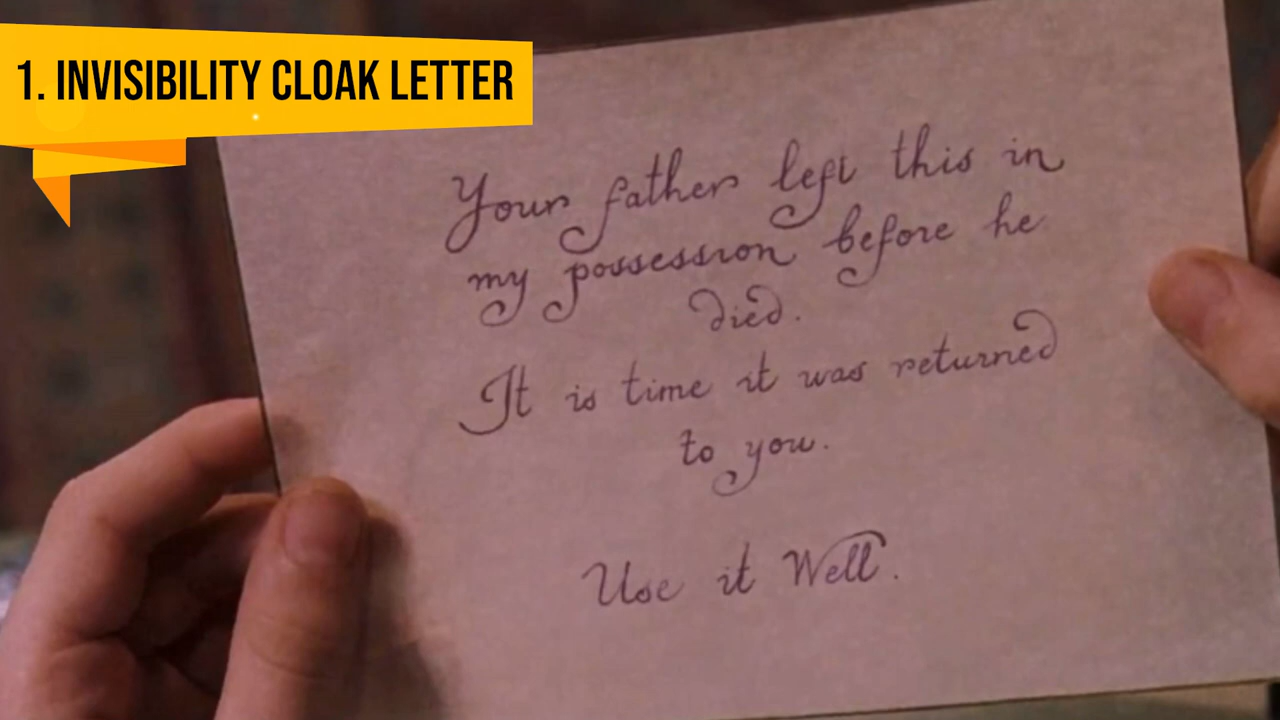 1. INVISIBILITY CLOAK LETTER
Your father left this in
my possession before he
died.
It is time it was returned
to you.
Use it Well.